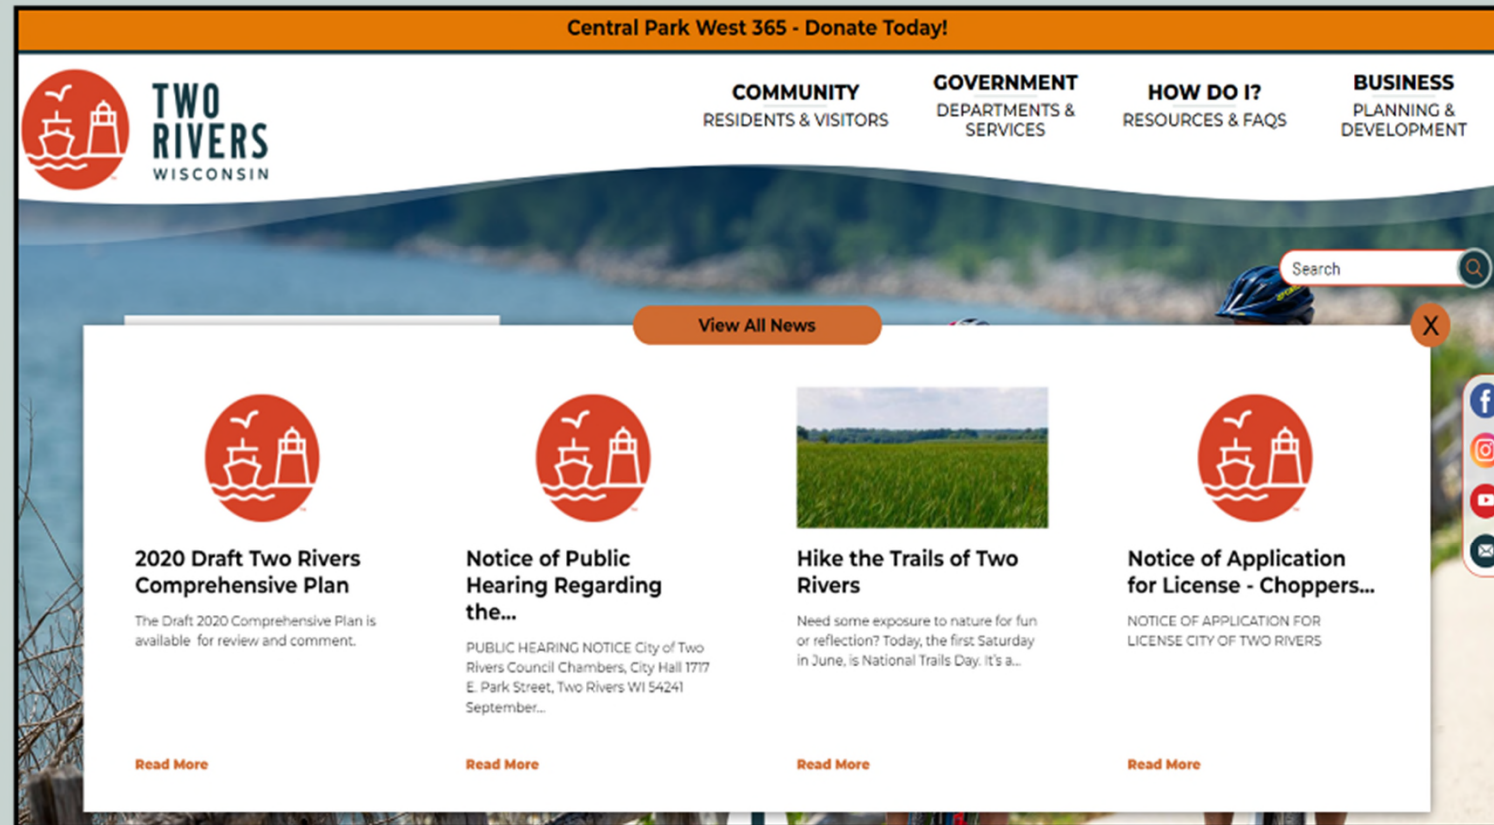 Central Park West 365 - Donate Today!
TWO
RIVERS
WISCONSIN
COMMUNITY
RESIDENTS & VISITORS
GOVERNMENT
DEPARTMENTS &
SERVICES
HOW DO I?
RESOURCES & FAQS
BUSINESS
PLANNING &
DEVELOPMENT
Search
View All News
X
2020 Draft Two Rivers
Comprehensive Plan
The Draft 2020 Comprehensive Plan is
available for review and comment.
Read More
Notice of Public
Hearing Regarding
the...
PUBLIC HEARING NOTICE City of Two
Rivers Council Chambers, City Hall 1717
E. Park Street, Two Rivers WI 54241
September...
Read More
Hike the Trails of Two
Rivers
Need some exposure to nature for fun
or reflection? Today, the first Saturday
in June, is National Trails Day. It's a...
Read More
Notice of Application
for License - Choppers...
NOTICE OF APPLICATION FOR
LICENSE CITY OF TWO RIVERS
Read More